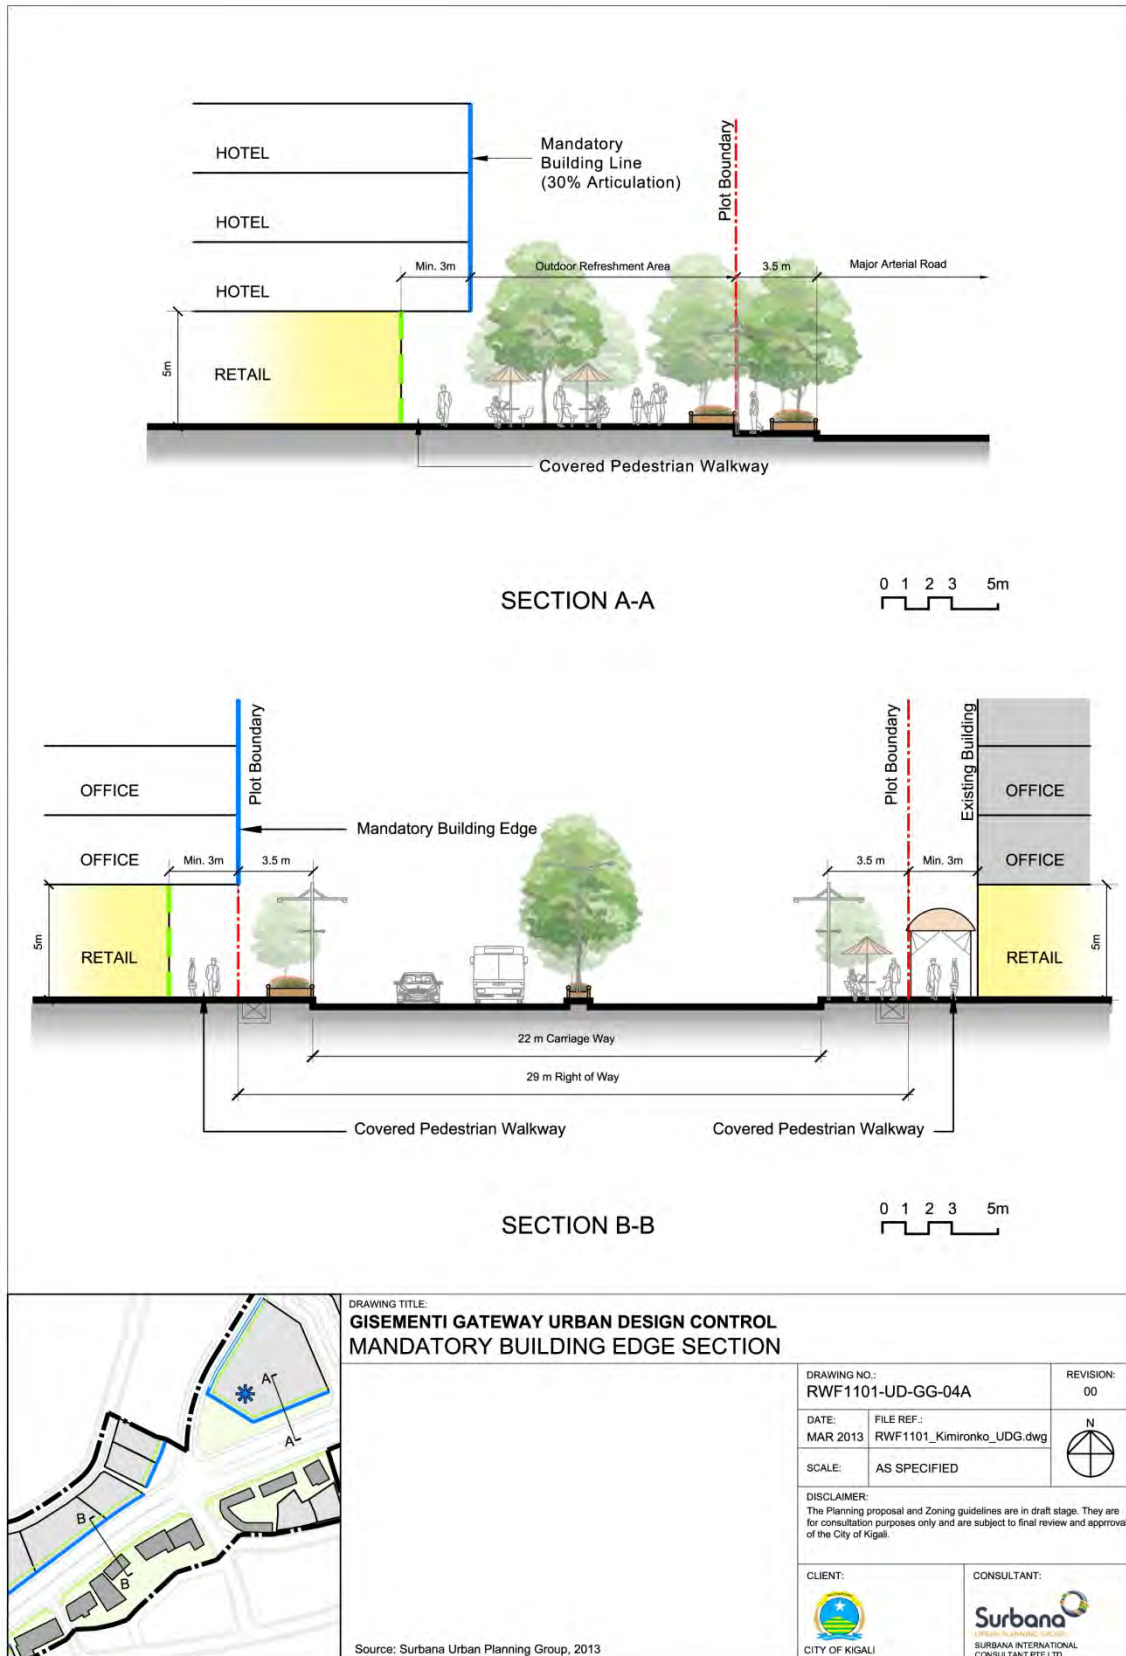 HOTEL
HOTEL
HOTEL
RETAIL
5m
Mandatory
Building Line
(30% Articulation)
Plot Boundary
Min. 3m
Outdoor Refreshment Area
3.5 m
Major Arterial Road
Covered Pedestrian Walkway
SECTION A-A
0 1 2 3 5m
OFFICE
OFFICE
RETAIL
5m
Plot Boundary
Mandatory Building Edge
Min. 3m
3.5 m
Plot Boundary
Existing Building
3.5 m
Min. 3m
OFFICE
OFFICE
RETAIL
5m
22 m Carriage Way
29 m Right of Way
Covered Pedestrian Walkway
Covered Pedestrian Walkway
SECTION B-B
0 1 2 3 5m
A
A
B
B
DRAWING TITLE:
GISEMENTI GATEWAY URBAN DESIGN CONTROL
MANDATORY BUILDING EDGE SECTION
Source: Surbana Urban Planning Group, 2013
DRAWING NO.:
RWF1101-UD-GG-04A
REVISION:
00
DATE:
MAR 2013
FILE REF.:
RWF1101_Kimironko_UDG.dwg
N
SCALE:
AS SPECIFIED
DISCLAIMER:
The Planning proposal and Zoning guidelines are in draft stage. They are
for consultation purposes only and are subject to final review and apprroval
of the City of Kigali.
CLIENT:
CITY OF KIGALI
CONSULTANT:
Surbana
URBAN PLANNING GROUP
SURBANA INTERNATIONAL
CONSULTANT PTE LTD